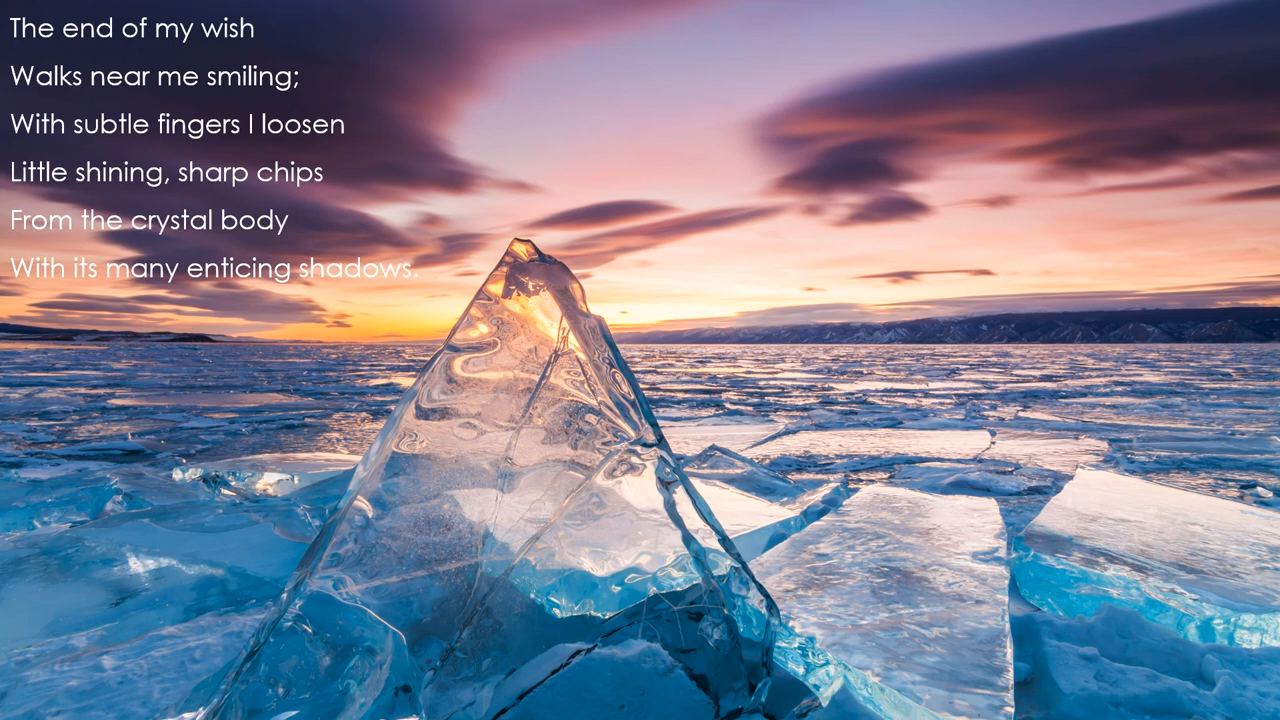 The end of my wish
Walks near me smiling;
With subtle fingers I loosen
Little shining, sharp chips
From the crystal body
With its many enticing shadows.